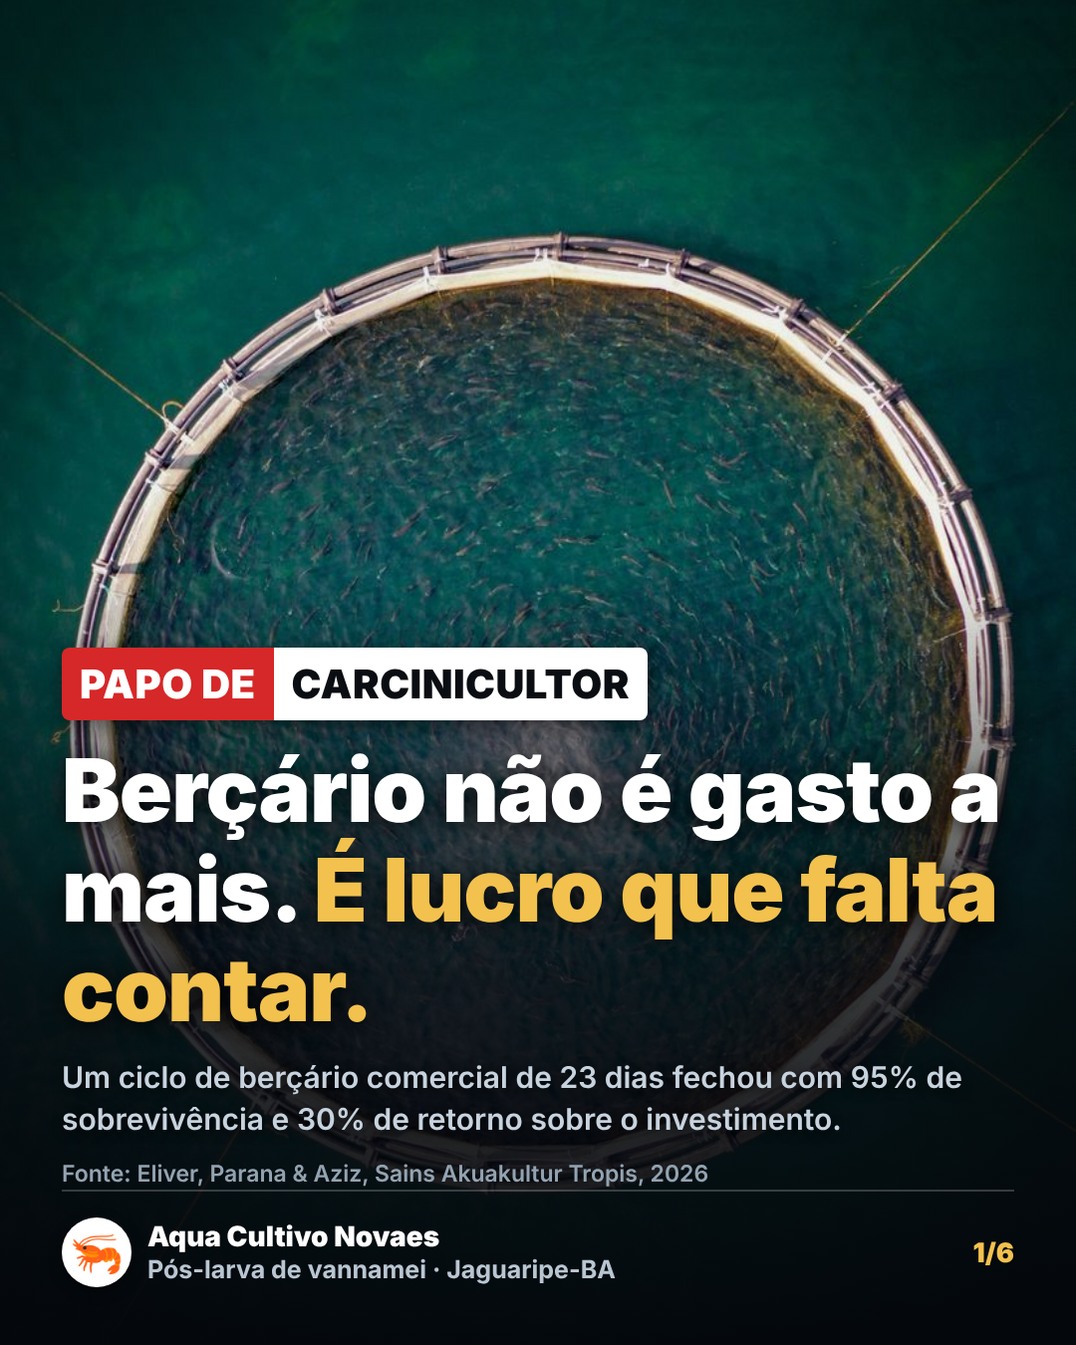 PAPO DE CARCINICULTOR
Berçário não é gasto a
mais. É lucro que falta
contar.
Um ciclo de berçário comercial de 23 dias fechou com 95% de
sobrevivência e 30% de retorno sobre o investimento.
Fonte: Eliver, Parana & Aziz, Sains Akuakultur Tropis, 2026
Aqua Cultivo Novaes
Pós-larva de vannamei · Jaguaripe-BA
1/6